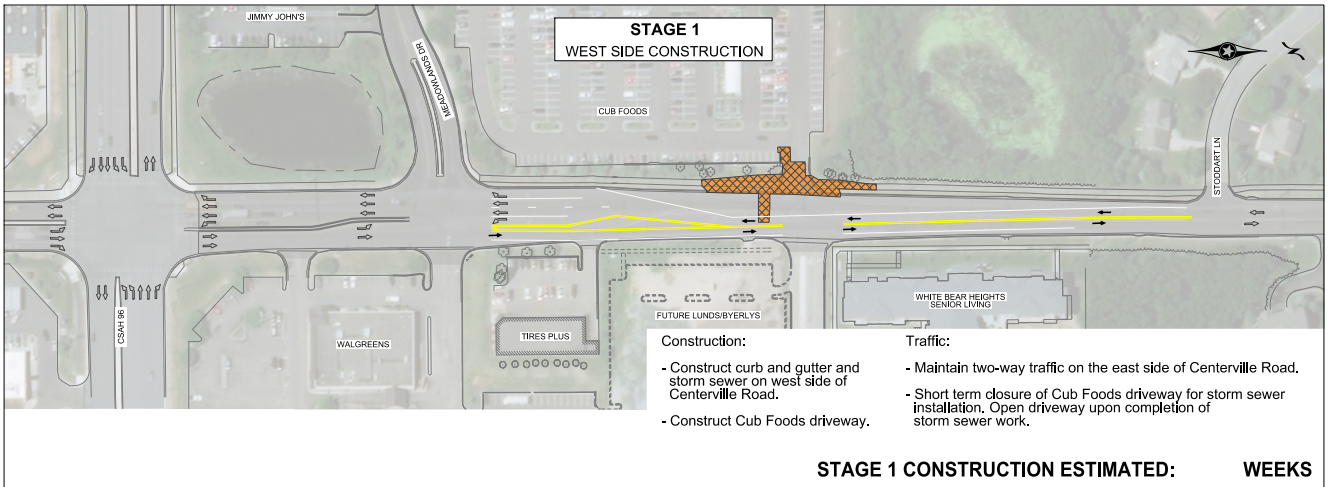 JIMMY JOHN'S
STAGE 1
WEST SIDE CONSTRUCTION
MEADOWLANDS DR
CUB FOODS
STODDART LN
CSAH 96
WALGREENS
TIRES PLUS
FUTURE LUNDS/BYERLYS
WHITE BEAR HEIGHTS
SENIOR LIVING
Construction:
- Construct curb and gutter and
storm sewer on west side of
Centerville Road.
- Construct Cub Foods driveway.
Traffic:
- Maintain two-way traffic on the east side of Centerville Road.
- Short term closure of Cub Foods driveway for storm sewer
installation. Open driveway upon completion of
storm sewer work.
STAGE 1 CONSTRUCTION ESTIMATED: WEEKS